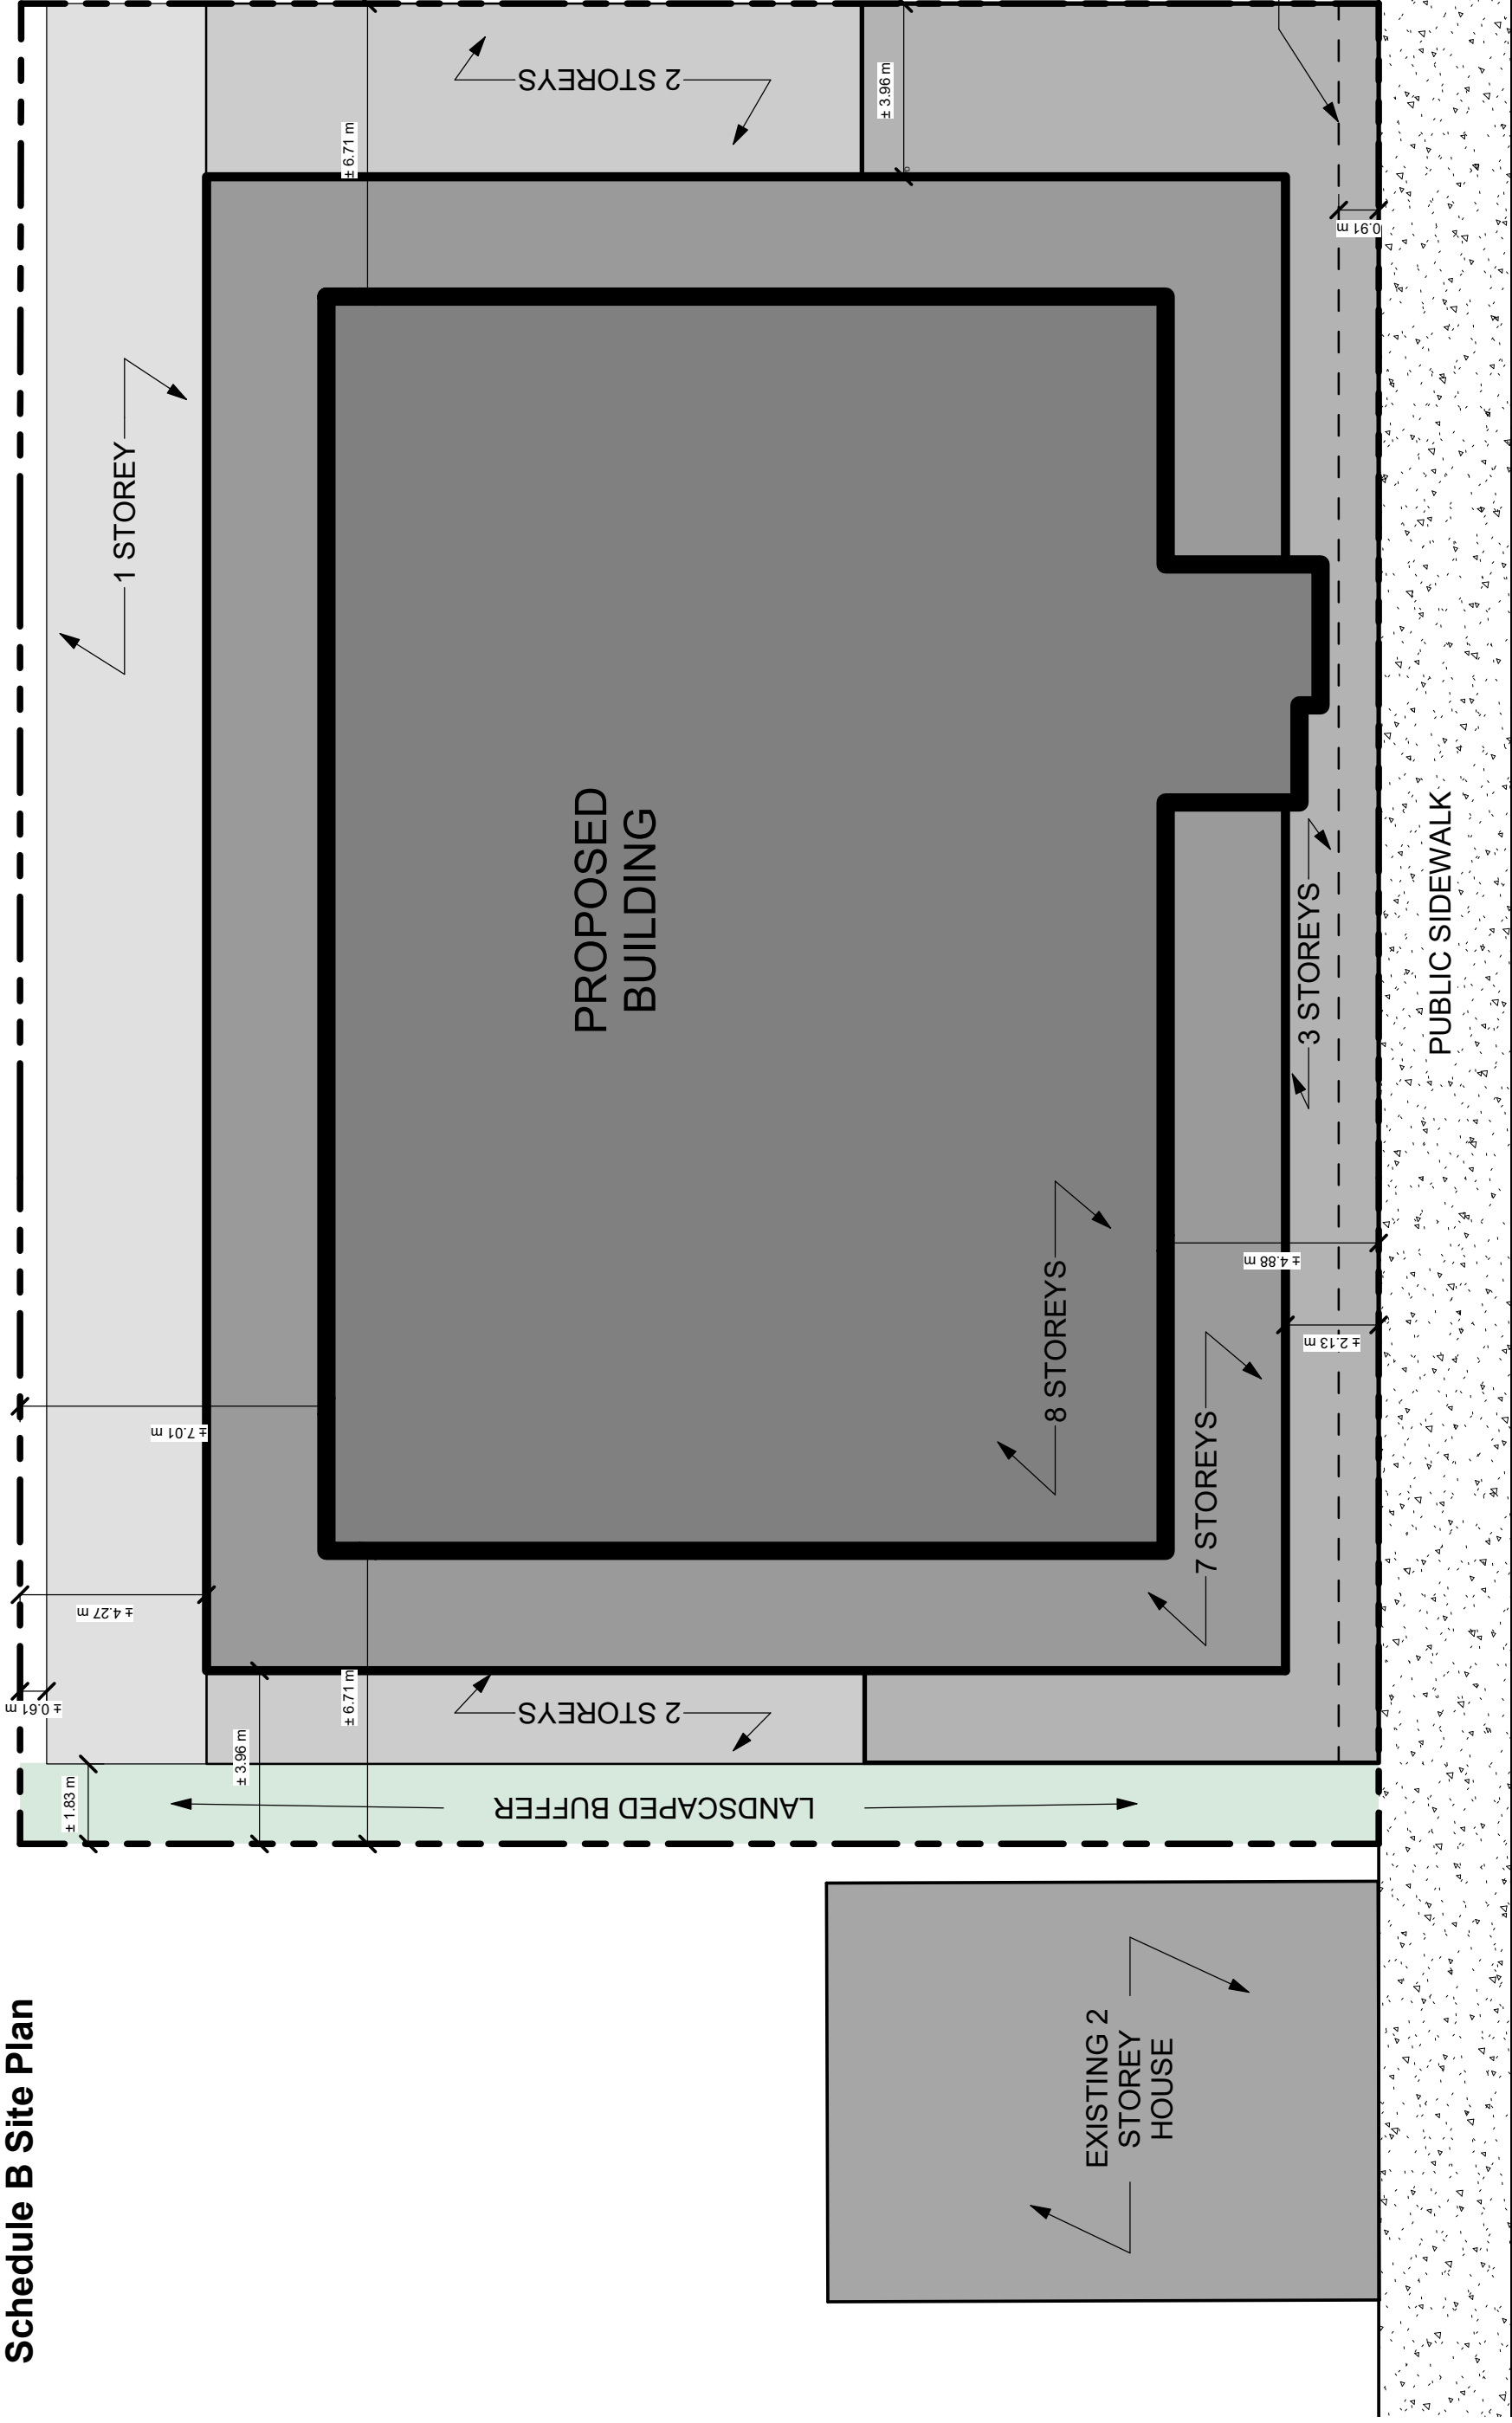 Schedule B Site Plan
± 0.61 m
± 1.83 m
± 4.27 m
± 7.01 m
1 STOREY
± 3.96 m
± 6.71 m
± 6.71 m
2 STOREYS
2 STOREYS
LANDSCAPED BUFFER
PROPOSED
BUILDING
± 3.96 m
8 STOREYS
7 STOREYS
3 STOREYS
± 4.88 m
± 2.13 m
0.91 m
EXISTING 2
STOREY
HOUSE
PUBLIC SIDEWALK